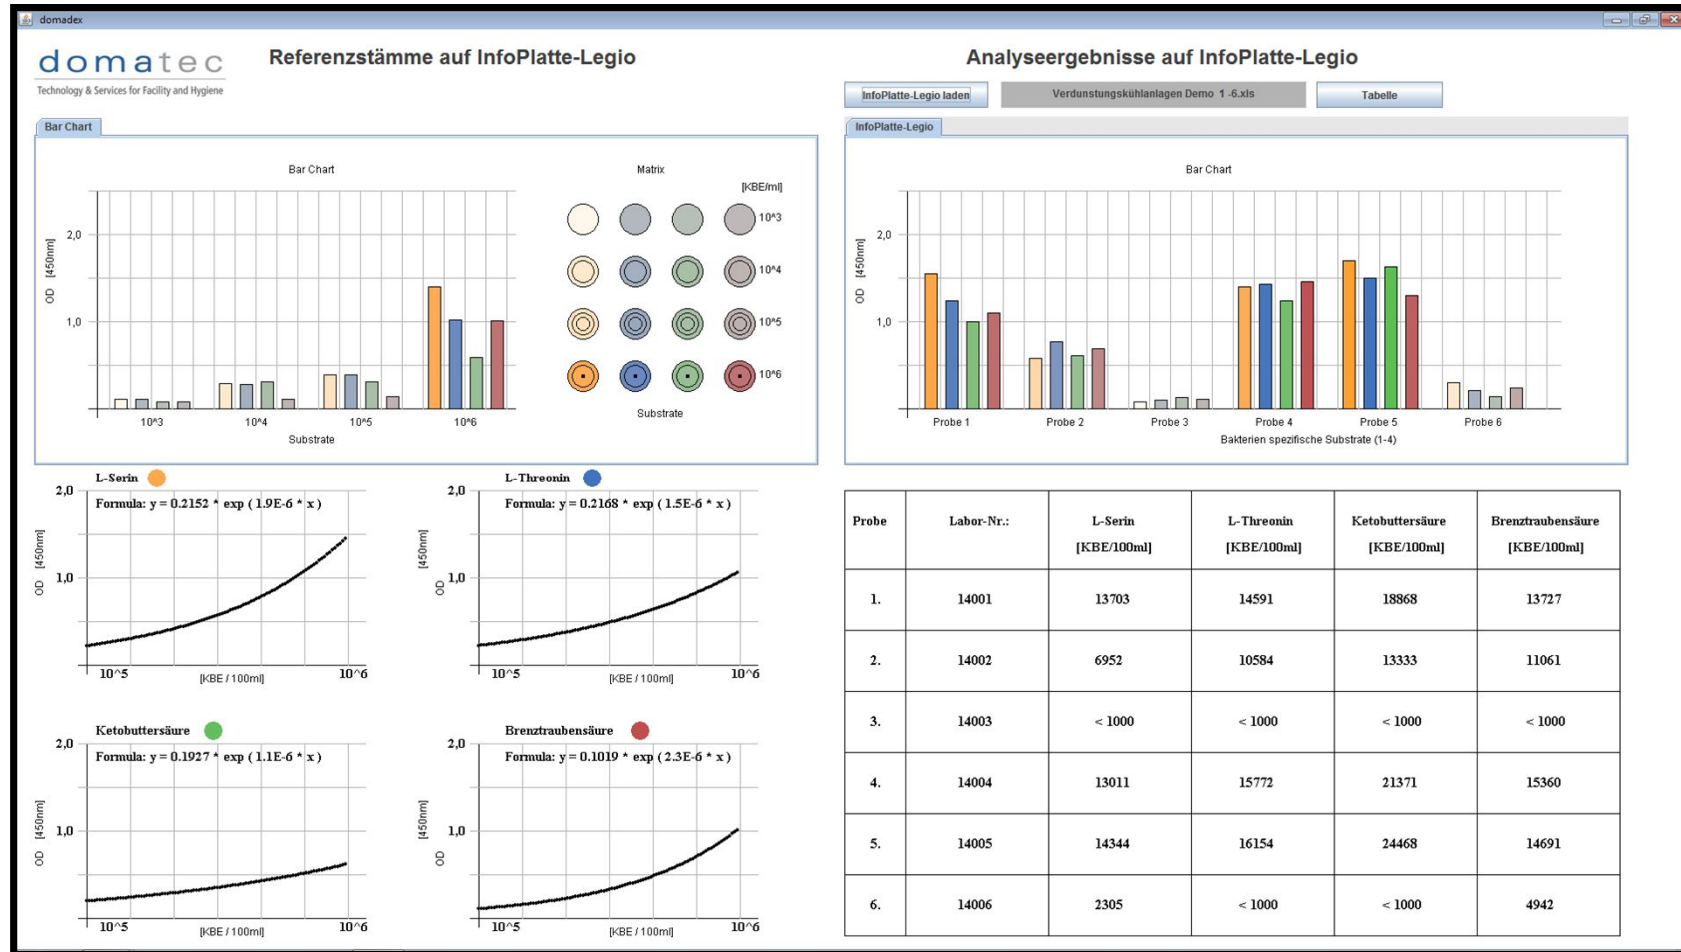 domadex
domatec
Technology & Services for Facility and Hygiene
Referenzstämme auf InfoPlatte-Legio
Bar Chart
Bar Chart
OD [450nm]
2,0
1,0
10^3
10^4
10^5
10^6
Substrate
Matrix
[KBE/ml]
10^3
10^4
10^5
10^6
Substrate
L-Serin
Formula: y = 0.2152 * exp ( 1.9E-6 * x )
2,0
1,0
OD [450nm]
10^5
[KBE / 100ml]
10^6
L-Threonin
Formula: y = 0.2168 * exp ( 1.5E-6 * x )
2,0
1,0
OD [450nm]
10^5
[KBE / 100ml]
10^6
Ketobuttersäure
Formula: y = 0.1927 * exp ( 1.1E-6 * x )
2,0
1,0
OD [450nm]
10^5
[KBE / 100ml]
10^6
Brenztraubensäure
Formula: y = 0.1019 * exp ( 2.3E-6 * x )
2,0
1,0
OD [450nm]
10^5
[KBE / 100ml]
10^6
Analyseergebnisse auf InfoPlatte-Legio
InfoPlatte-Legio laden
Verdunstungskühlanlagen Demo 1 -6.xls
Tabelle
InfoPlatte-Legio
Bar Chart
OD [450nm]
2,0
1,0
Probe 1
Probe 2
Probe 3
Probe 4
Probe 5
Probe 6
Bakterien spezifische Substrate (1-4)
Probe Labor-Nr.: L-Serin L-Threonin Ketobuttersäure Brenztraubensäure
[KBE/100ml] [KBE/100ml] [KBE/100ml] [KBE/100ml]
1. 14001 13703 14591 18868 13727
2. 14002 6952 10584 13333 11061
3. 14003 < 1000 < 1000 < 1000 < 1000
4. 14004 13011 15772 21371 15360
5. 14005 14344 16154 24468 14691
6. 14006 2305 < 1000 < 1000 4942